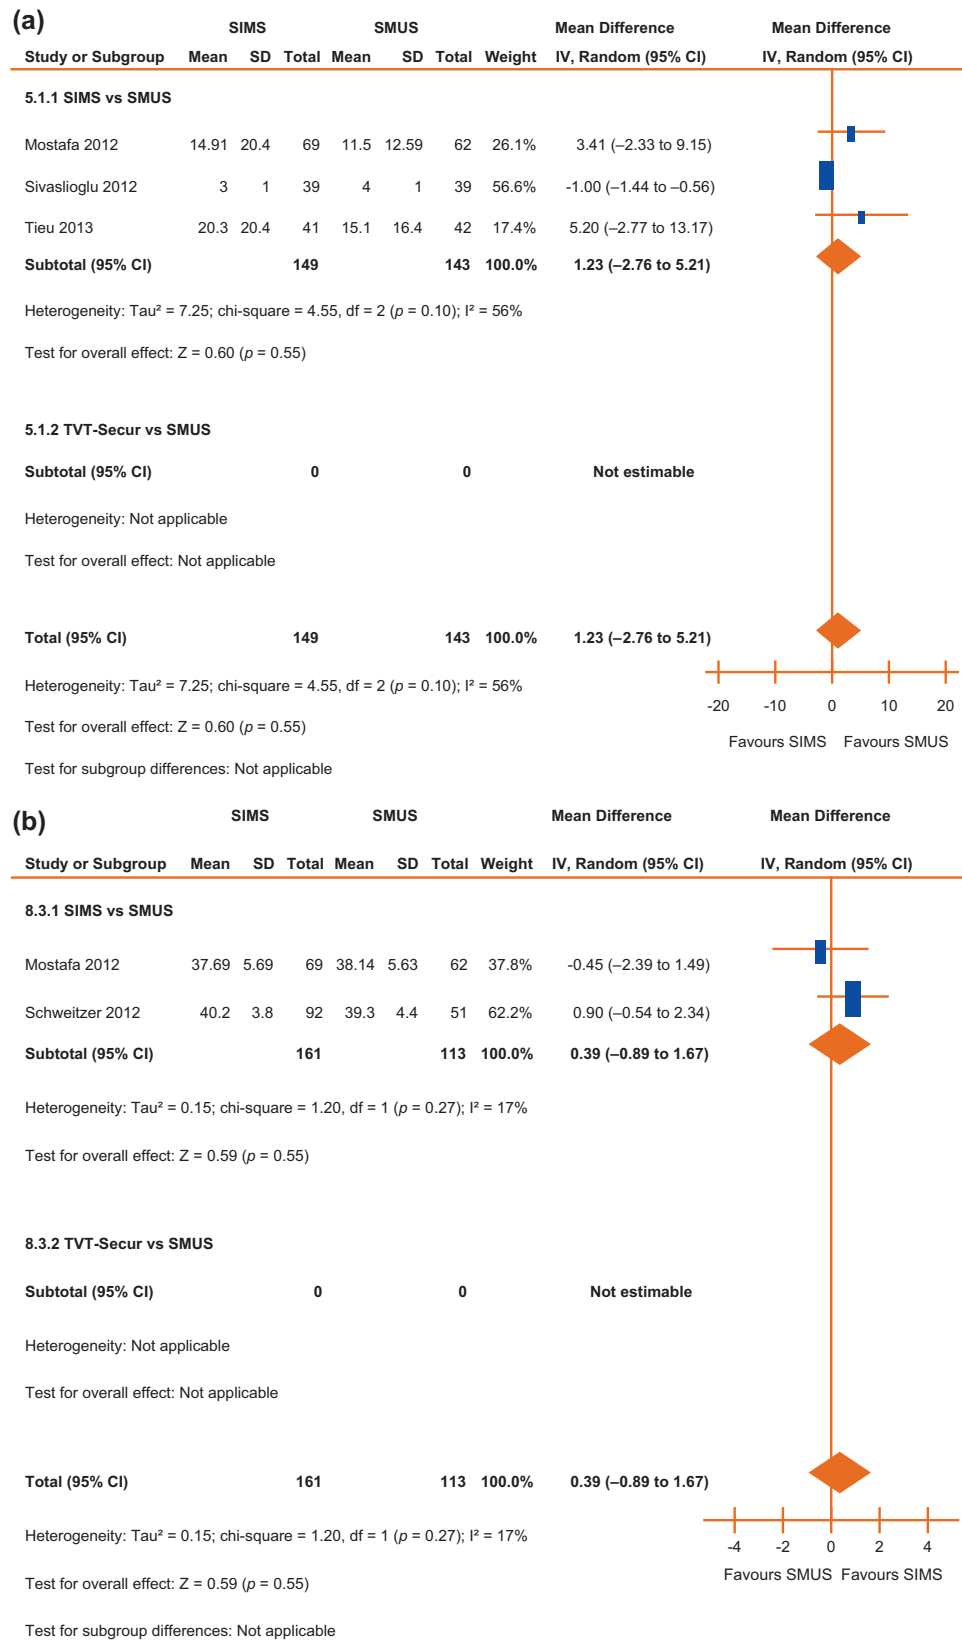 (a)
SIMS SMUS Mean Difference Mean Difference
Study or Subgroup Mean SD Total Mean SD Total Weight IV, Random (95% CI) IV, Random (95% CI)
5.1.1 SIMS vs SMUS
Mostafa 2012 14.91 20.4 69 11.5 12.59 62 26.1% 3.41 (–2.33 to 9.15)
Sivaslioglu 2012 3 1 39 4 1 39 56.6% -1.00 (–1.44 to –0.56)
Tieu 2013 20.3 20.4 41 15.1 16.4 42 17.4% 5.20 (–2.77 to 13.17)
Subtotal (95% CI) 149 143 100.0% 1.23 (–2.76 to 5.21)
Heterogeneity: Tau² = 7.25; chi-square = 4.55, df = 2 (p = 0.10); I² = 56%
Test for overall effect: Z = 0.60 (p = 0.55)
5.1.2 TVT-Secur vs SMUS
Subtotal (95% CI) 0 0 Not estimable
Heterogeneity: Not applicable
Test for overall effect: Not applicable
Total (95% CI) 149 143 100.0% 1.23 (–2.76 to 5.21)
Heterogeneity: Tau² = 7.25; chi-square = 4.55, df = 2 (p = 0.10); I² = 56%
-20 -10 0 10 20
Test for overall effect: Z = 0.60 (p = 0.55)
Favours SIMS Favours SMUS
Test for subgroup differences: Not applicable
(b)
SIMS SMUS Mean Difference Mean Difference
Study or Subgroup Mean SD Total Mean SD Total Weight IV, Random (95% CI) IV, Random (95% CI)
8.3.1 SIMS vs SMUS
Mostafa 2012 37.69 5.69 69 38.14 5.63 62 37.8% -0.45 (–2.39 to 1.49)
Schweitzer 2012 40.2 3.8 92 39.3 4.4 51 62.2% 0.90 (–0.54 to 2.34)
Subtotal (95% CI) 161 113 100.0% 0.39 (–0.89 to 1.67)
Heterogeneity: Tau² = 0.15; chi-square = 1.20, df = 1 (p = 0.27); I² = 17%
Test for overall effect: Z = 0.59 (p = 0.55)
8.3.2 TVT-Secur vs SMUS
Subtotal (95% CI) 0 0 Not estimable
Heterogeneity: Not applicable
Test for overall effect: Not applicable
Total (95% CI) 161 113 100.0% 0.39 (–0.89 to 1.67)
Heterogeneity: Tau² = 0.15; chi-square = 1.20, df = 1 (p = 0.27); I² = 17%
-4 -2 0 2 4
Favours SMUS Favours SIMS
Test for overall effect: Z = 0.59 (p = 0.55)
Test for subgroup differences: Not applicable